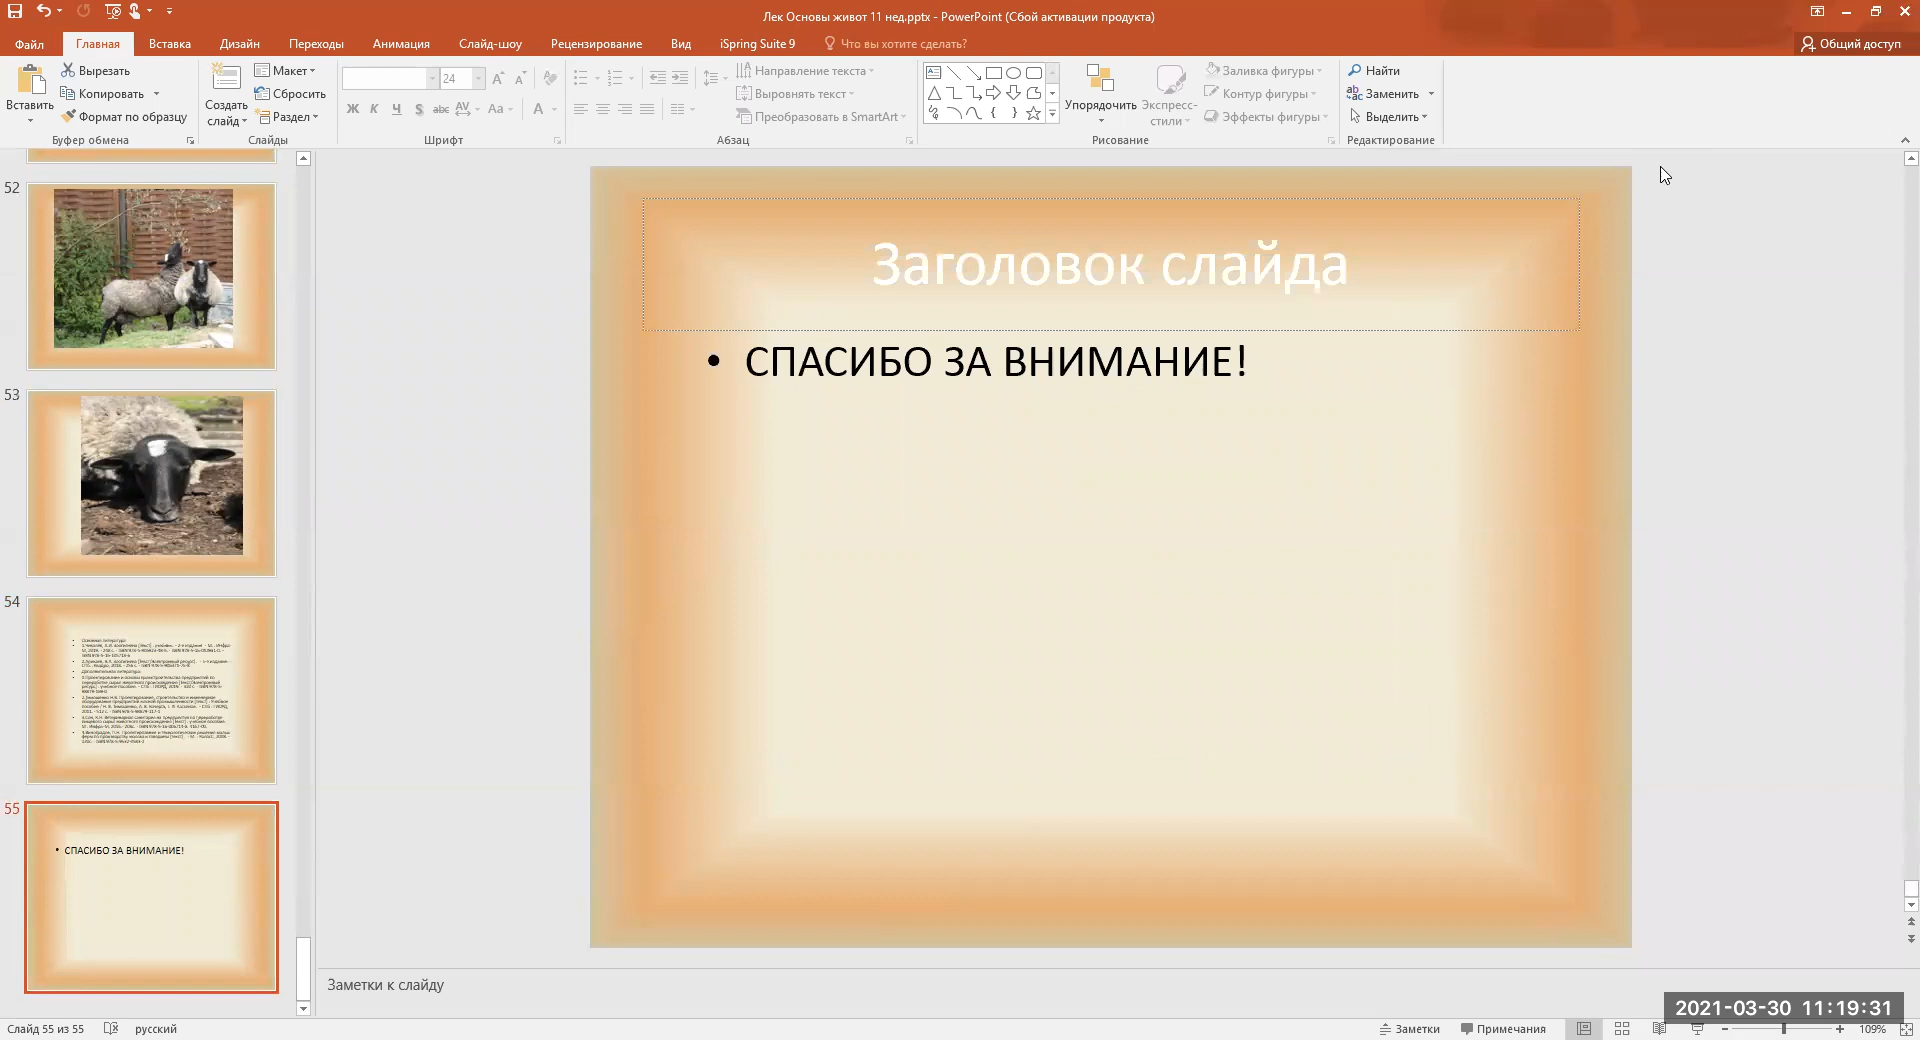 Лек Основы живот 11 нед.pptx - PowerPoint (Сбой активации продукта)
Файл Главная Вставка Дизайн Переходы Анимация Слайд-шоу Рецензирование Вид iSpring Suite 9 Что вы хотите сделать? Общий доступ
Вставить
Вырезать
Копировать
Формат по образцу
Буфер обмена
Создать слайд
Макет
Сбросить
Раздел
Слайды
24
Ж К Ч S abc AV Aa A
Шрифт
Направление текста
Выровнять текст
Преобразовать в SmartArt
Абзац
Упорядочить
Экспресс-стили
Заливка фигуры
Контур фигуры
Эффекты фигуры
Рисование
Найти
Заменить
Выделить
Редактирование
52
53
54
55
• СПАСИБО ЗА ВНИМАНИЕ!
Заголовок слайда
• СПАСИБО ЗА ВНИМАНИЕ!
Заметки к слайду
2021-03-30 11:19:31
Слайд 55 из 55 русский Заметки Примечания 109%